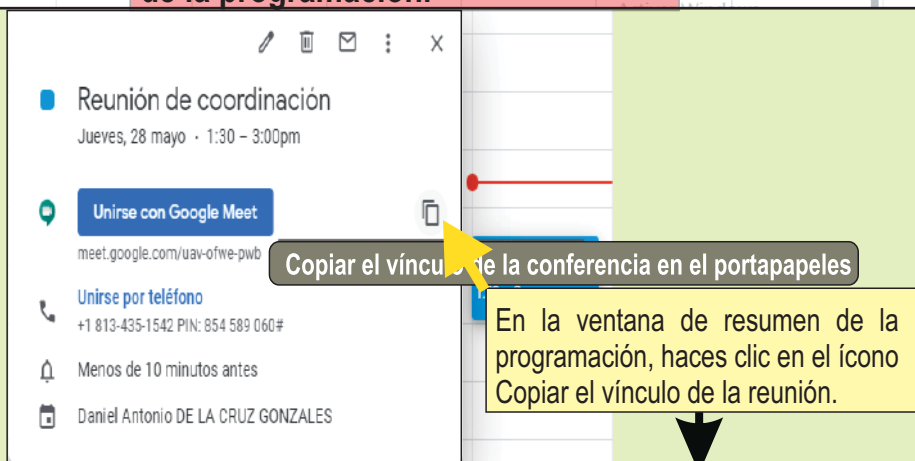 de la programación.
Reunión de coordinación
Jueves, 28 mayo · 1:30 – 3:00pm
Unirse con Google Meet
meet.google.com/uav-ofwe-pwb
Copiar el vínculo de la conferencia en el portapapeles
Unirse por teléfono
+1 813-435-1542 PIN: 854 589 060#
En la ventana de resumen de la
programación, haces clic en el ícono
Copiar el vínculo de la reunión.
Menos de 10 minutos antes
Daniel Antonio DE LA CRUZ GONZALES